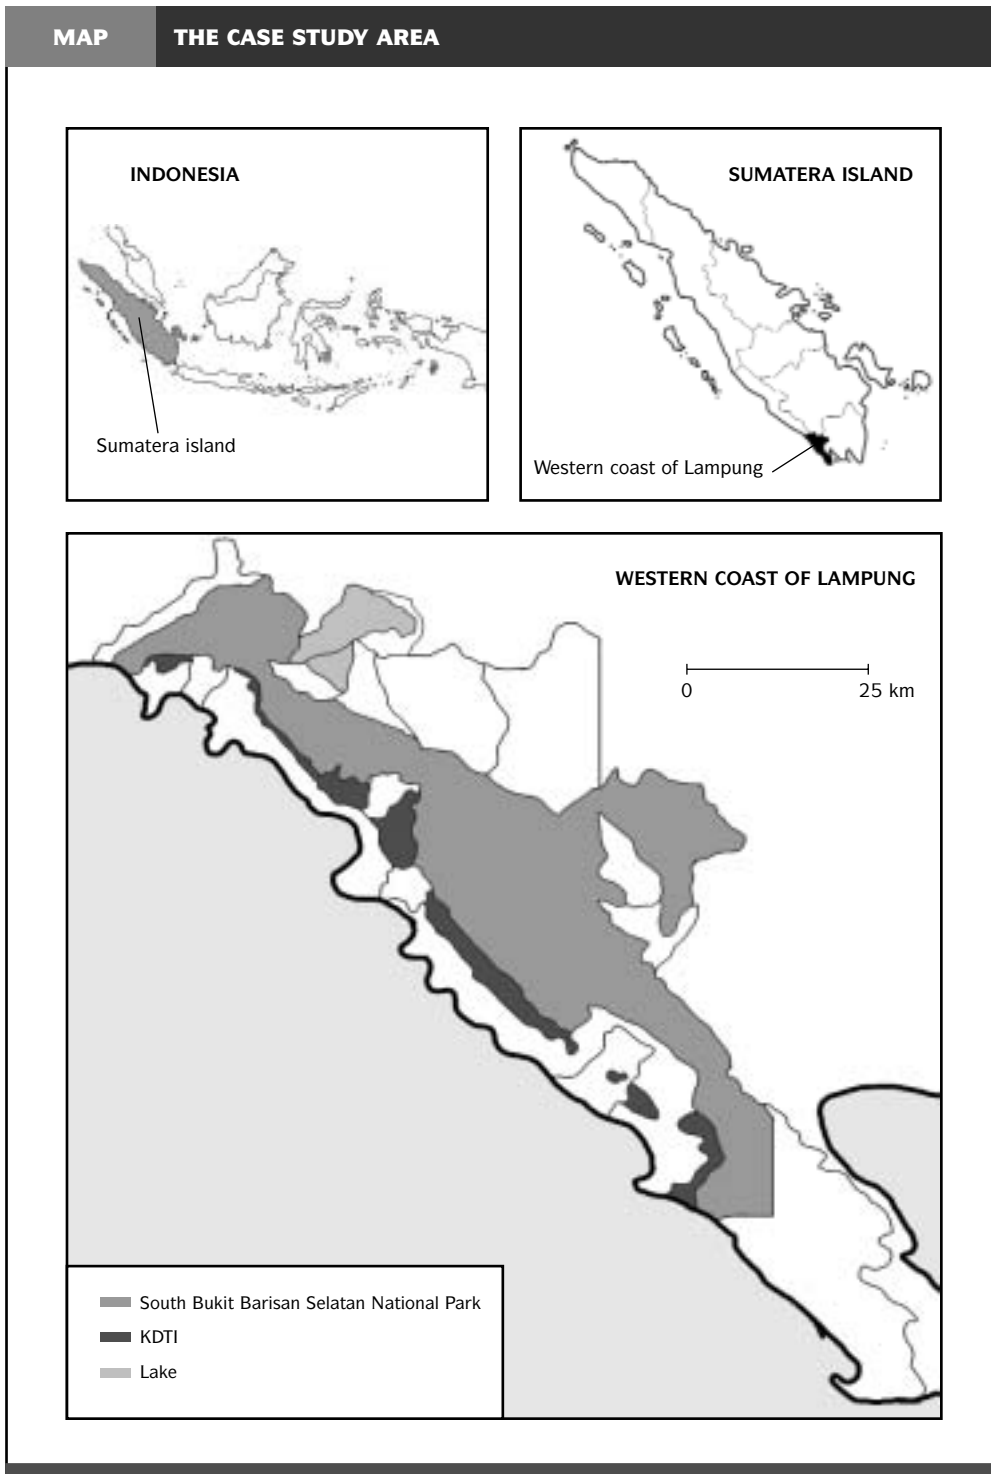 MAP
THE CASE STUDY AREA
INDONESIA
Sumatera island
SUMATERA ISLAND
Western coast of Lampung
WESTERN COAST OF LAMPUNG
0 25 km
South Bukit Barisan Selatan National Park
KDTI
Lake